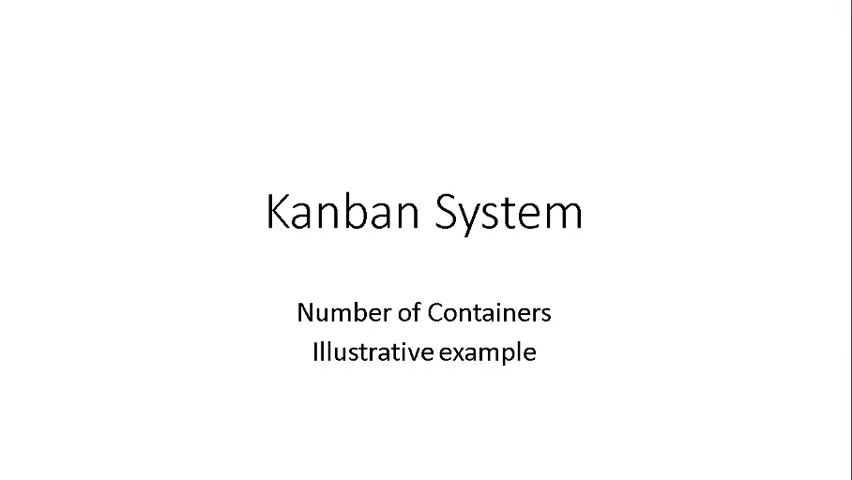 Kanban System
Number of Containers
Illustrative example